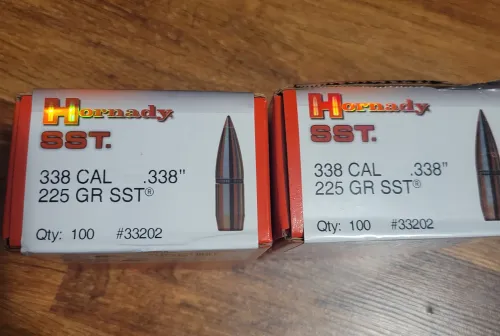 Hornady
SST.
338 CAL .338"
225 GR SST®
Qty: 100 #33202
Hornady
SST.
338 CAL .338"
225 GR SST®
Qty: 100 #33202